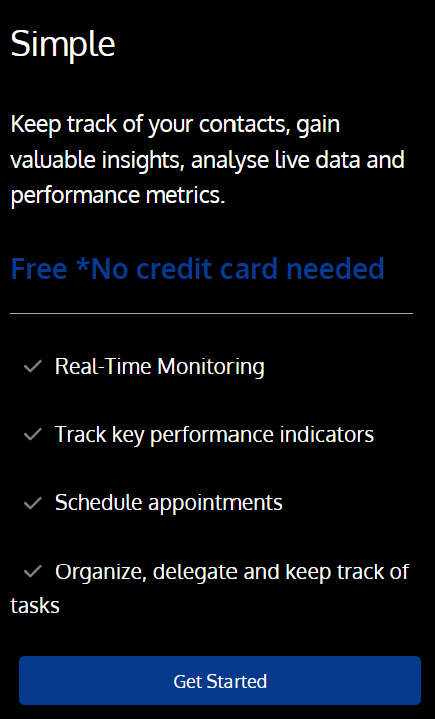 Simple
Keep track of your contacts, gain
valuable insights, analyse live data and
performance metrics.
Free *No credit card needed
Real-Time Monitoring
Track key performance indicators
Schedule appointments
Organize, delegate and keep track of
tasks
Get Started